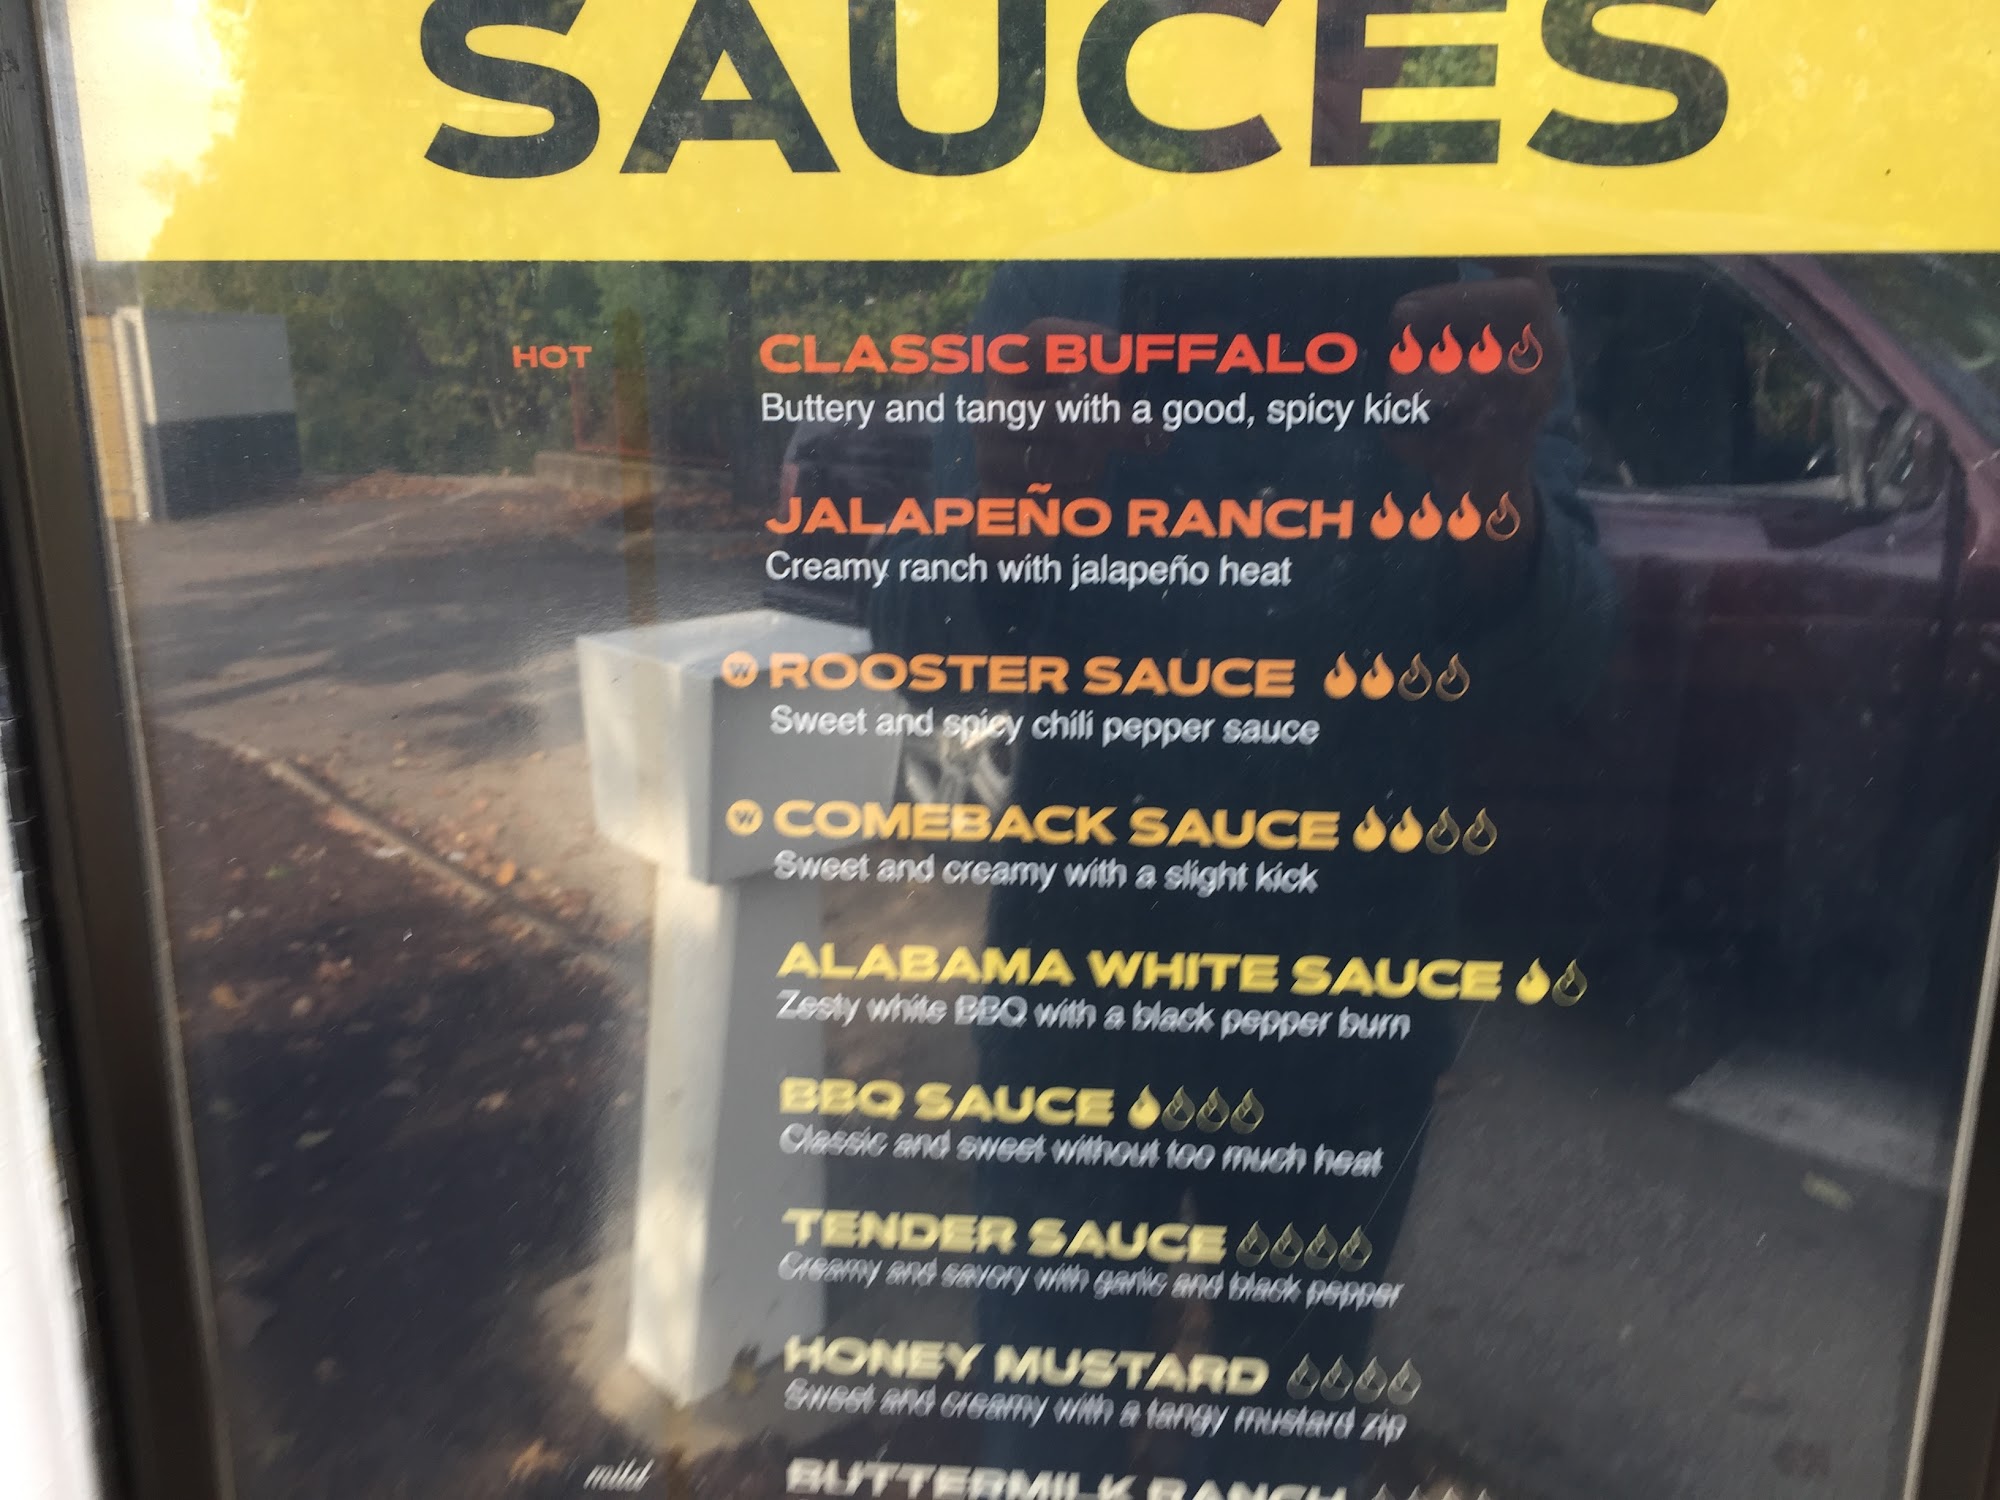 SAUCES
HOT
CLASSIC BUFFALO
Buttery and tangy with a good, spicy kick
JALAPEÑO RANCH
Creamy ranch with jalapeño heat
W ROOSTER SAUCE
Sweet and spicy chili pepper sauce
W COMEBACK SAUCE
Sweet and creamy with a slight kick
ALABAMA WHITE SAUCE
Zesty white BBQ with a black pepper burn
BBQ SAUCE
Classic and sweet without too much heat
TENDER SAUCE
Creamy and savory with garlic and black pepper
HONEY MUSTARD
Sweet and creamy with a tangy mustard zip
mild
BUTTERMILK RANCH